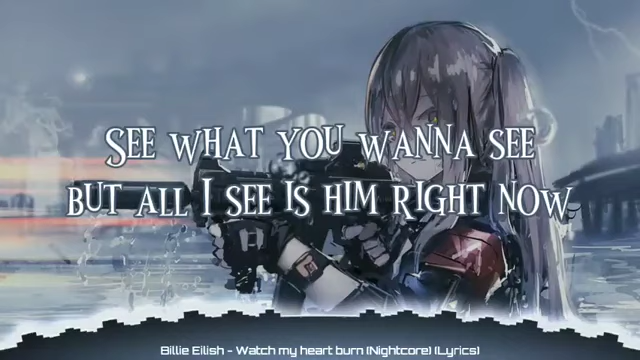 See what you wanna see
but all I see is him right now
Billie Eilish - Watch my heart burn (Nightcore) (Lyrics)